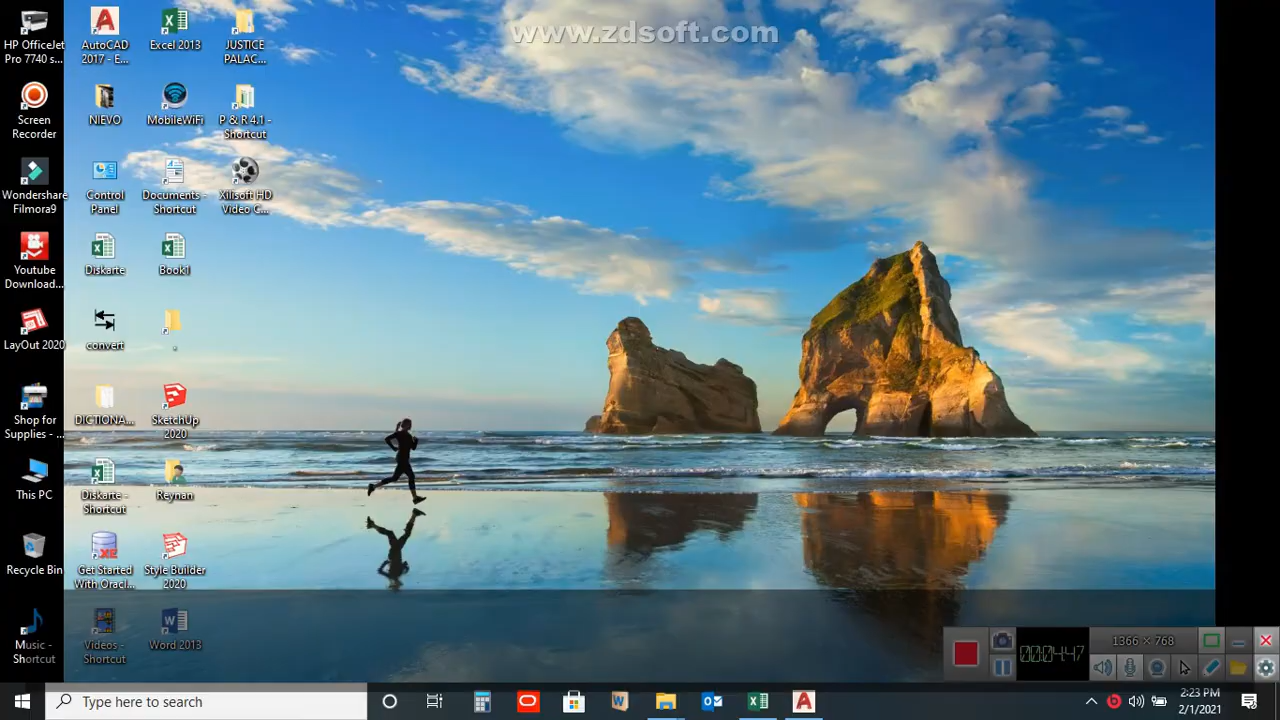 www.zdsoft.com
HP OfficeJet
Pro 7740 s...
AutoCAD
2017 - E...
Excel 2013
JUSTICE
PALAC...
Screen
Recorder
NIEVO
MobileWiFi
P & R 4.1 -
Shortcut
Wondershare
Filmora9
Control
Panel
Documents -
Shortcut
Xilisoft HD
Video C...
Youtube
Download...
Diskarte
Book1
LayOut 2020
convert
.
Shop for
Supplies - ...
DICTIONA...
SketchUp
2020
This PC
Diskarte -
Shortcut
Reynan
Recycle Bin
Get Started
With Oracl...
Style Builder
2020
Music -
Shortcut
Videos -
Shortcut
Word 2013
00:04:47
1366 × 768
Type here to search
2:23 PM
2/1/2021